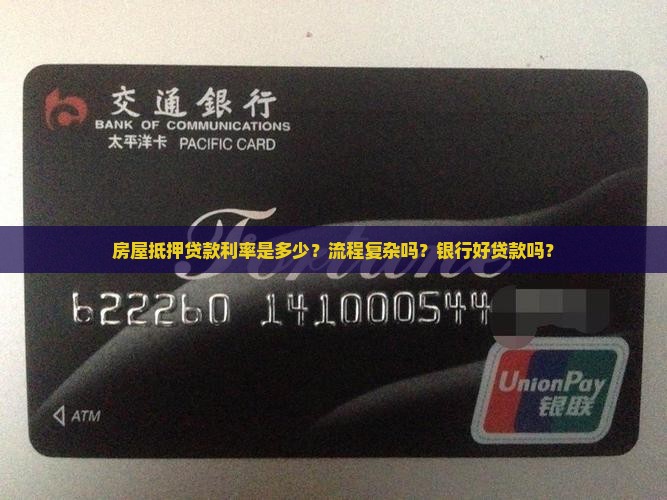 交通銀行
BANK OF COMMUNICATIONS
太平洋卡 PACIFIC CARD
Fortune
房屋抵押贷款利率是多少？流程复杂吗？银行好贷款吗？
622260 141000544
UnionPay
银联
ATM